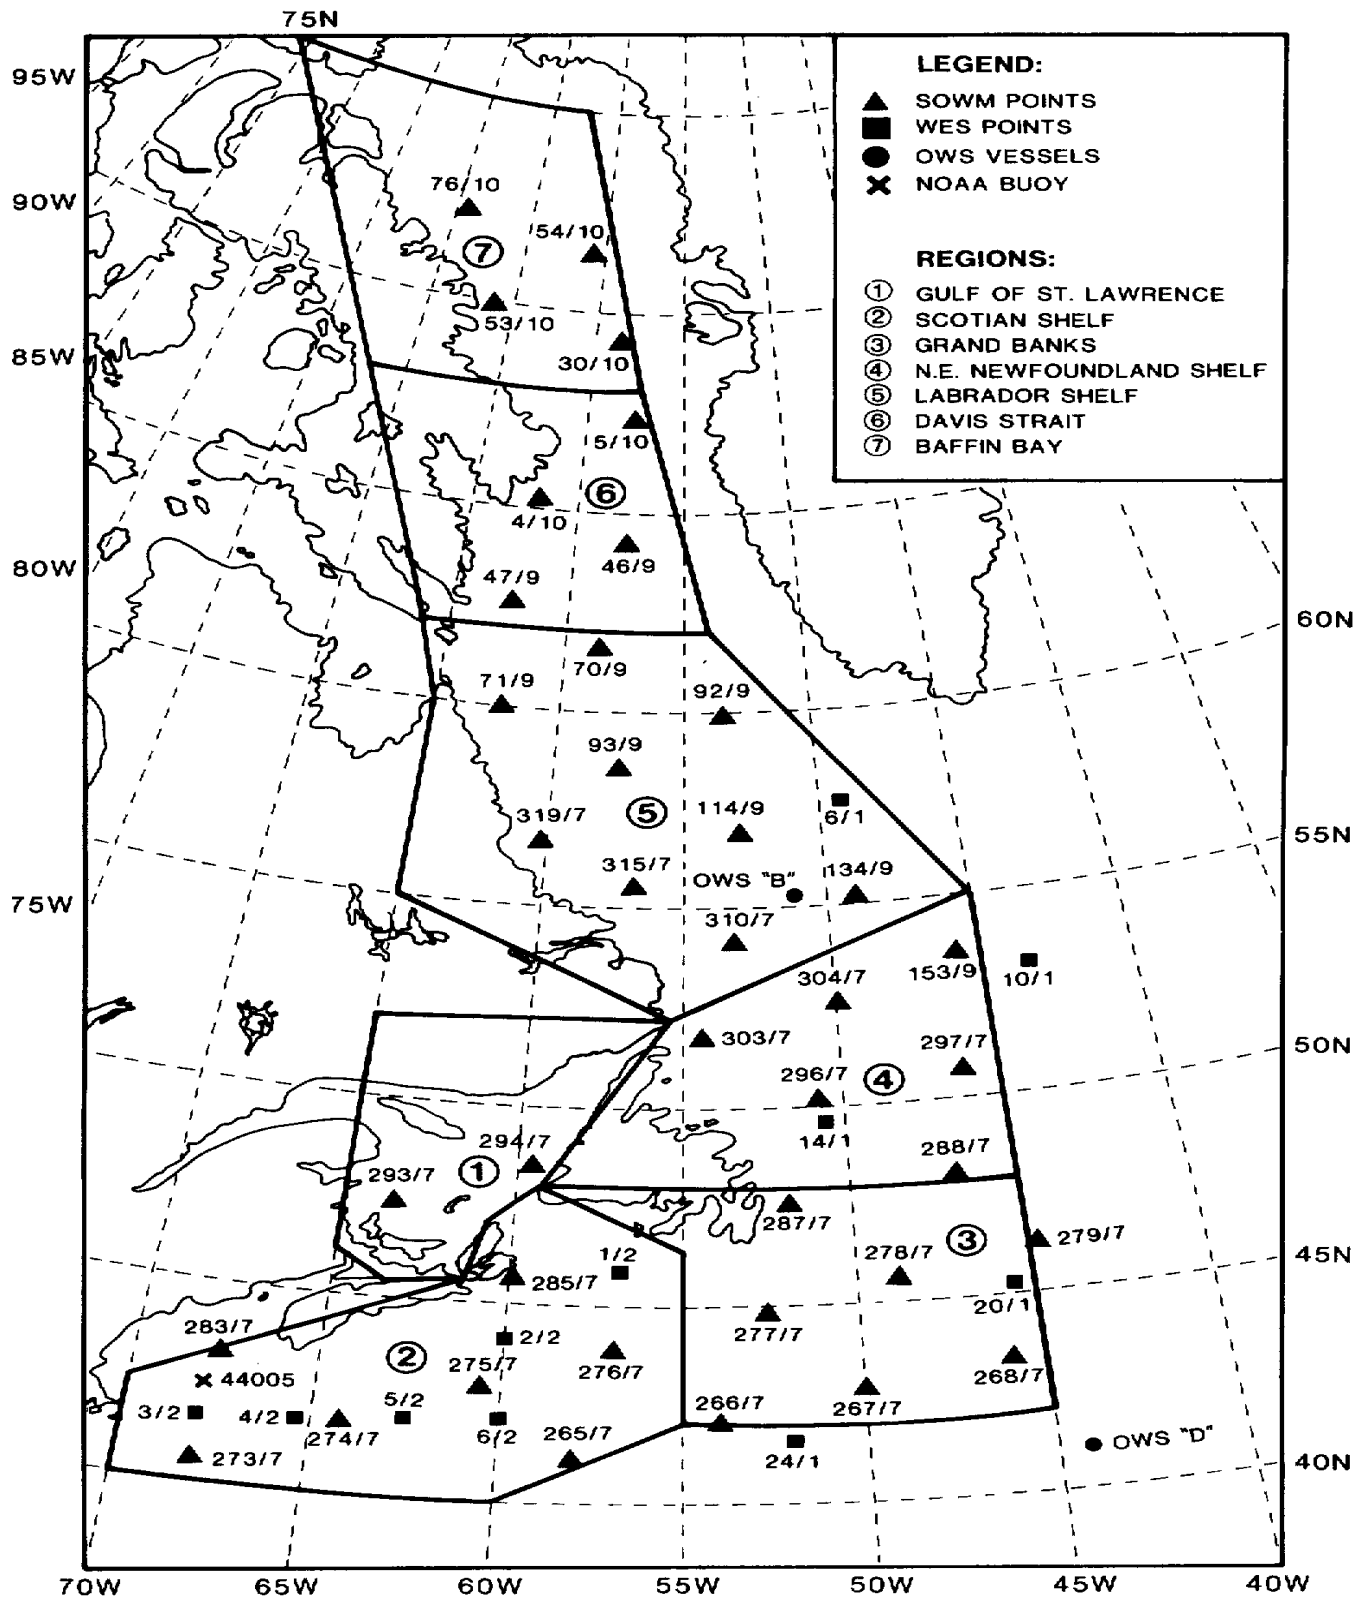 75N
95W
90W
85W
80W
75W
LEGEND:
SOWM POINTS
WES POINTS
OWS VESSELS
NOAA BUOY
REGIONS:
① GULF OF ST. LAWRENCE
② SCOTIAN SHELF
③ GRAND BANKS
④ N.E. NEWFOUNDLAND SHELF
⑤ LABRADOR SHELF
⑥ DAVIS STRAIT
⑦ BAFFIN BAY
76/10
54/10
⑦
53/10
30/10
5/10
⑥
4/10
46/9
47/9
60N
70/9
71/9
92/9
93/9
319/7
⑤
114/9
6/1
55N
315/7
OWS "B"
134/9
310/7
304/7
153/9
10/1
303/7
297/7
50N
296/7
④
14/1
294/7
288/7
293/7
①
287/7
③
279/7
278/7
45N
1/2
285/7
20/1
277/7
283/7
2/2
②
275/7
276/7
268/7
44005
3/2
4/2
274/7
5/2
6/2
265/7
266/7
267/7
273/7
24/1
OWS "D"
40N
70W
65W
60W
55W
50W
45W
40W